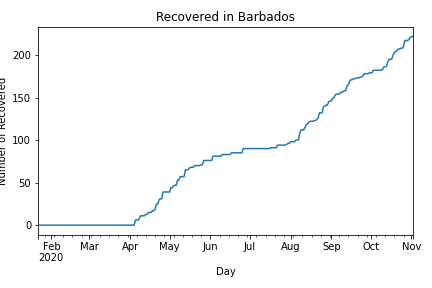 Recovered in Barbados
Number of Recovered
200
150
100
50
0
Feb Mar Apr May Jun Jul Aug Sep Oct Nov
2020
Day